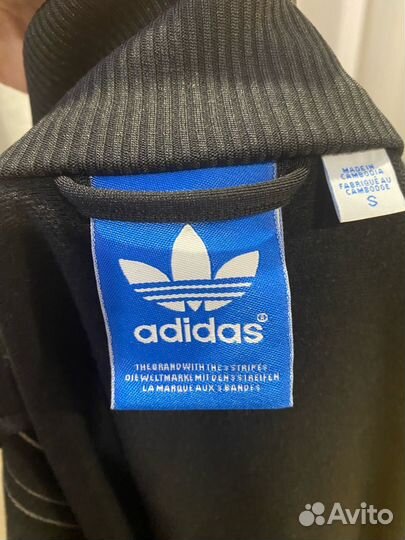 MADE IN
CAMBODIA
FABRIQUÉ AU
CAMBODGE
S
adidas®
THE BRAND WITH THE 3 STRIPES
DIE WELTMARKE MIT DEN 3 STREIFEN
LA MARQUE AUX 3 BANDES
Avito